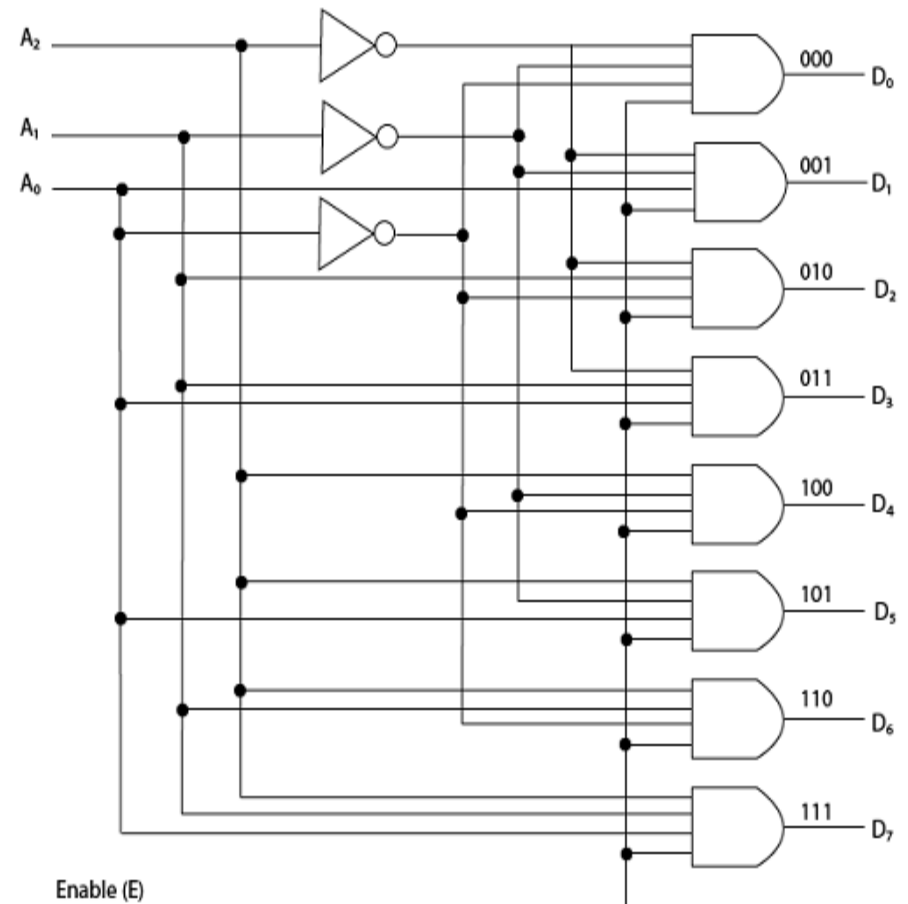 A₂
000
D₀
A₁
001
A₀
D₁
010
D₂
011
D₃
100
D₄
101
D₅
110
D₆
111
D₇
Enable (E)